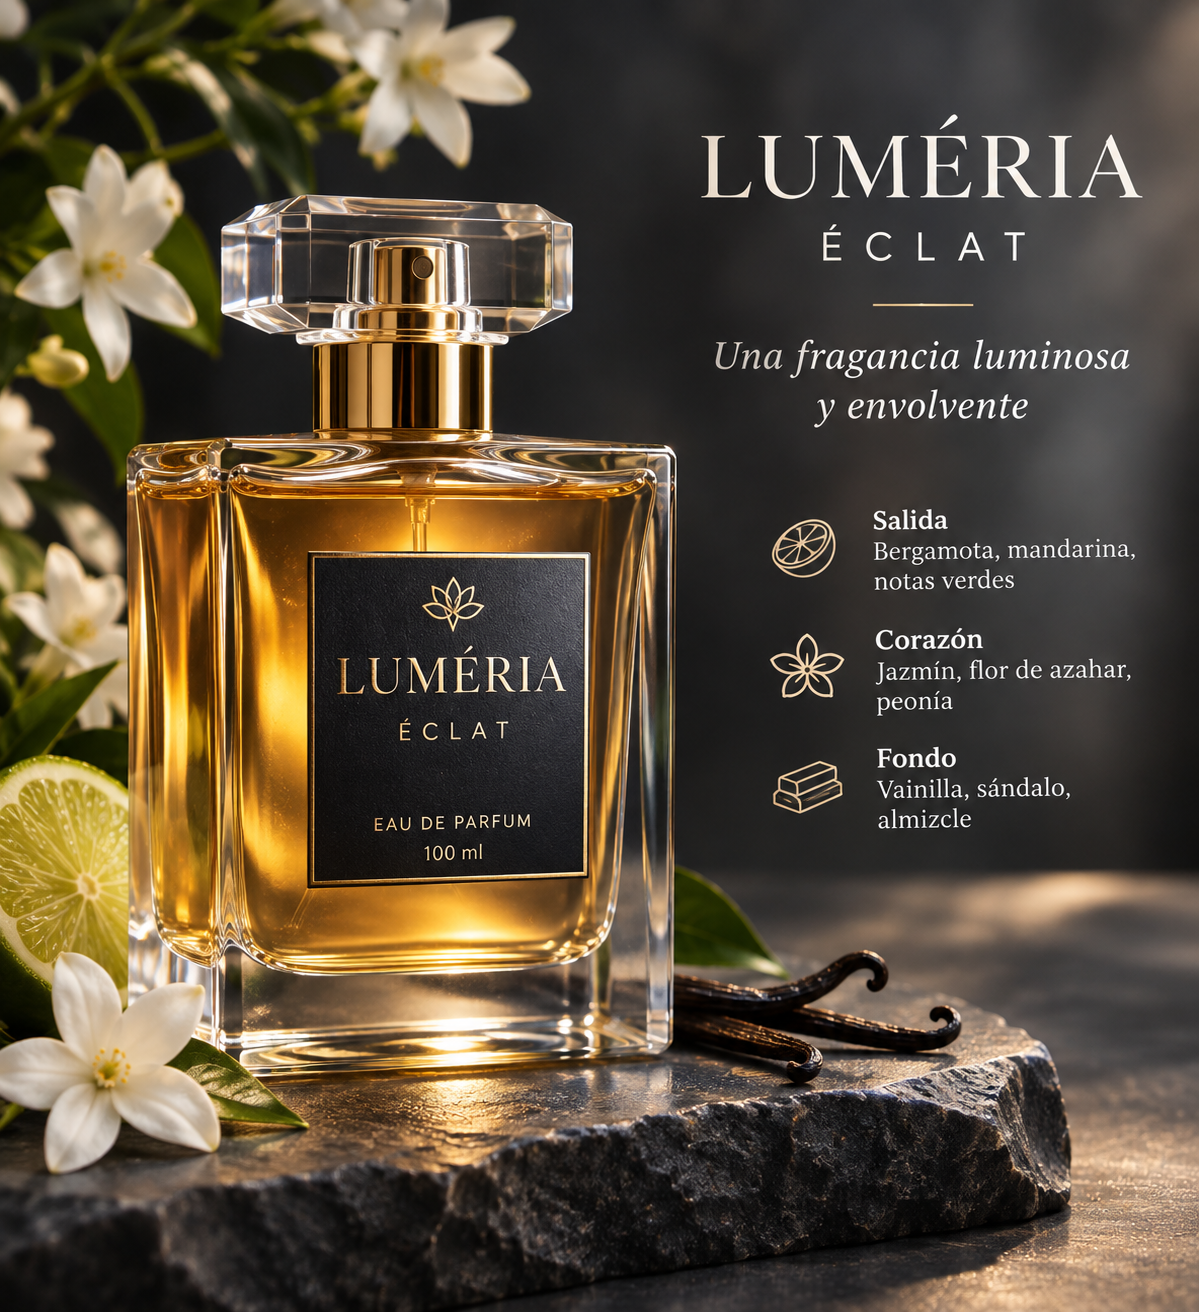 LUMÉRIA
ÉCLAT
Una fragancia luminosa
y envolvente
Salida
Bergamota, mandarina,
notas verdes
Corazón
Jazmín, flor de azahar,
peonía
Fondo
Vainilla, sándalo,
almizcle
LUMÉRIA
ÉCLAT
EAU DE PARFUM
100 ml